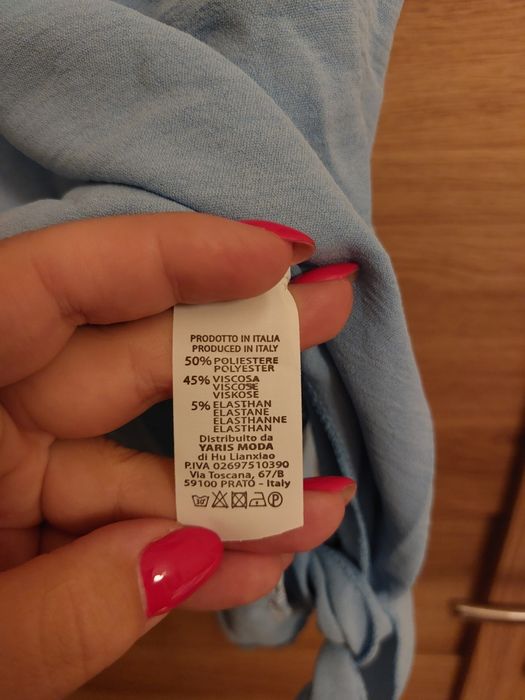 PRODOTTO IN ITALIA
PRODUCED IN ITALY
50% POLIESTERE
POLYESTER
45% VISCOSA
VISCOSE
VISKOSE
5% ELASTHAN
ELASTANE
ELASTHANNE
ELASTHAN
Distribuito da
YARIS MODA
di Hu Lianxiao
P.IVA 02697510390
Via Toscana, 67/B
59100 PRATO - Italy
30 P